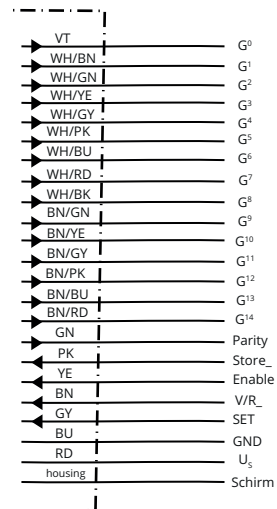 VT G⁰
WH/BN G¹
WH/GN G²
WH/YE G³
WH/GY G⁴
WH/PK G⁵
WH/BU G⁶
WH/RD G⁷
WH/BK G⁸
BN/GN G⁹
BN/YE G¹⁰
BN/GY G¹¹
BN/PK G¹²
BN/BU G¹³
BN/RD G¹⁴
GN Parity
PK Store_
YE Enable
BN V/R_
GY SET
BU GND
RD Uₛ
housing Schirm